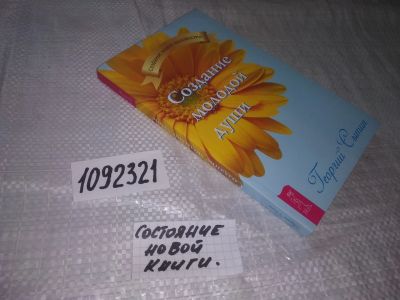 Создание
молодой
души
Георгий Сытин
1092321
СОСТОЯНИЕ
НОВОЙ
КНИГИ.